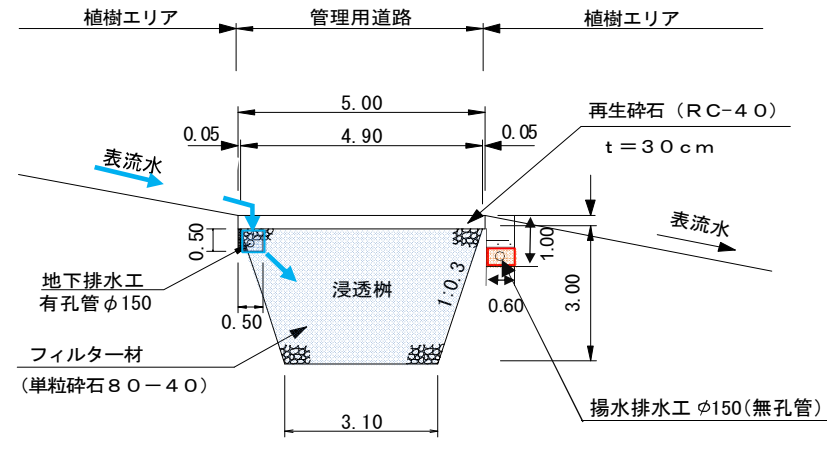 植樹エリア
管理用道路
植樹エリア
5.00
再生砕石(RC-40)
0.05
4.90
0.05
t=30cm
表流水
表流水
0.50
1.00
地下排水工
有孔管φ150
浸透桝
1:0.3
3.00
0.50
0.60
フィルター材
(単粒砕石80-40)
3.10
揚水排水工 φ150(無孔管)